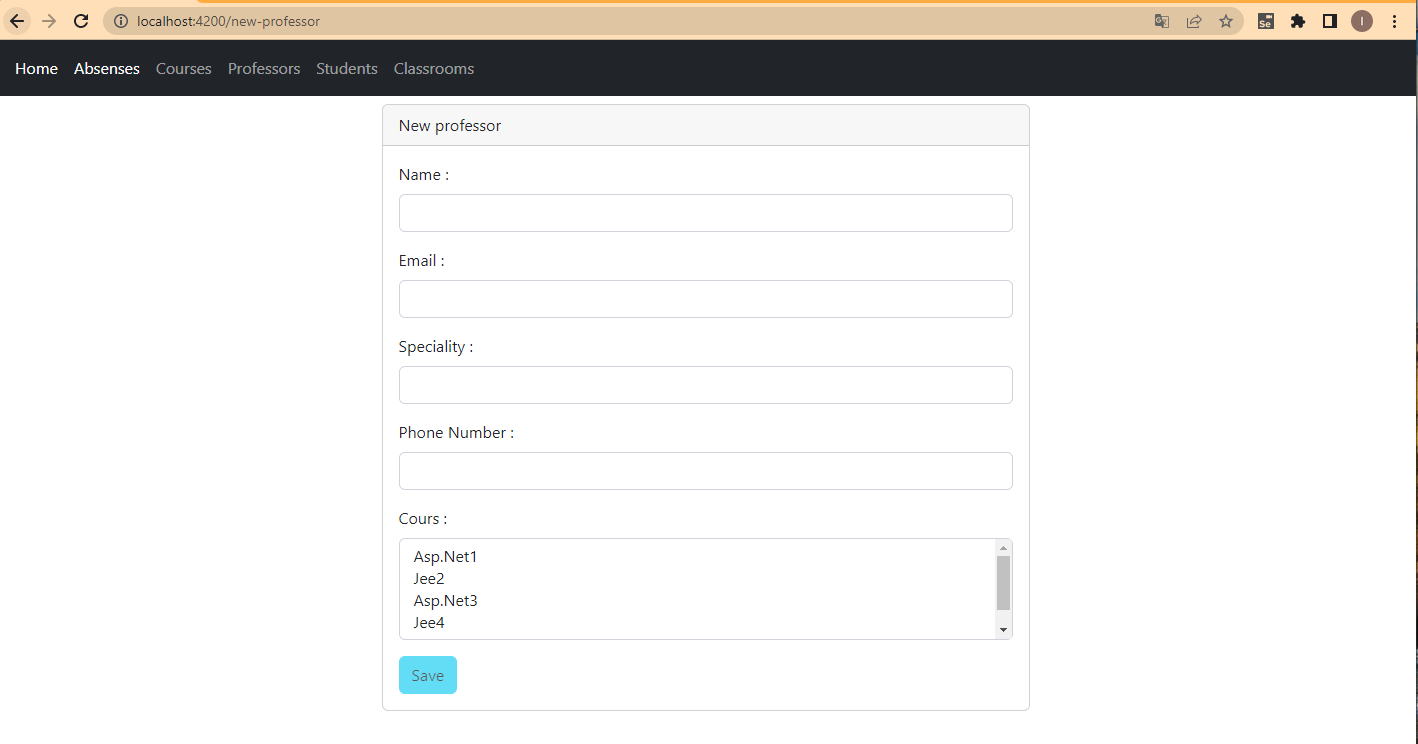 localhost:4200/new-professor
Se
I
Home Absenses Courses Professors Students Classrooms
New professor
Name :
Email :
Speciality :
Phone Number :
Cours :
Asp.Net1
Jee2
Asp.Net3
Jee4
Save